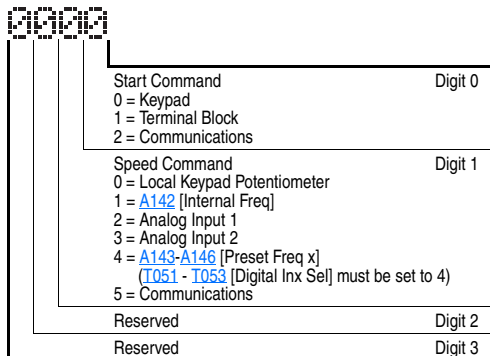 0000
Start Command Digit 0
0 = Keypad
1 = Terminal Block
2 = Communications
Speed Command Digit 1
0 = Local Keypad Potentiometer
1 = A142 [Internal Freq]
2 = Analog Input 1
3 = Analog Input 2
4 = A143-A146 [Preset Freq x]
(T051 - T053 [Digital Inx Sel] must be set to 4)
5 = Communications
Reserved Digit 2
Reserved Digit 3